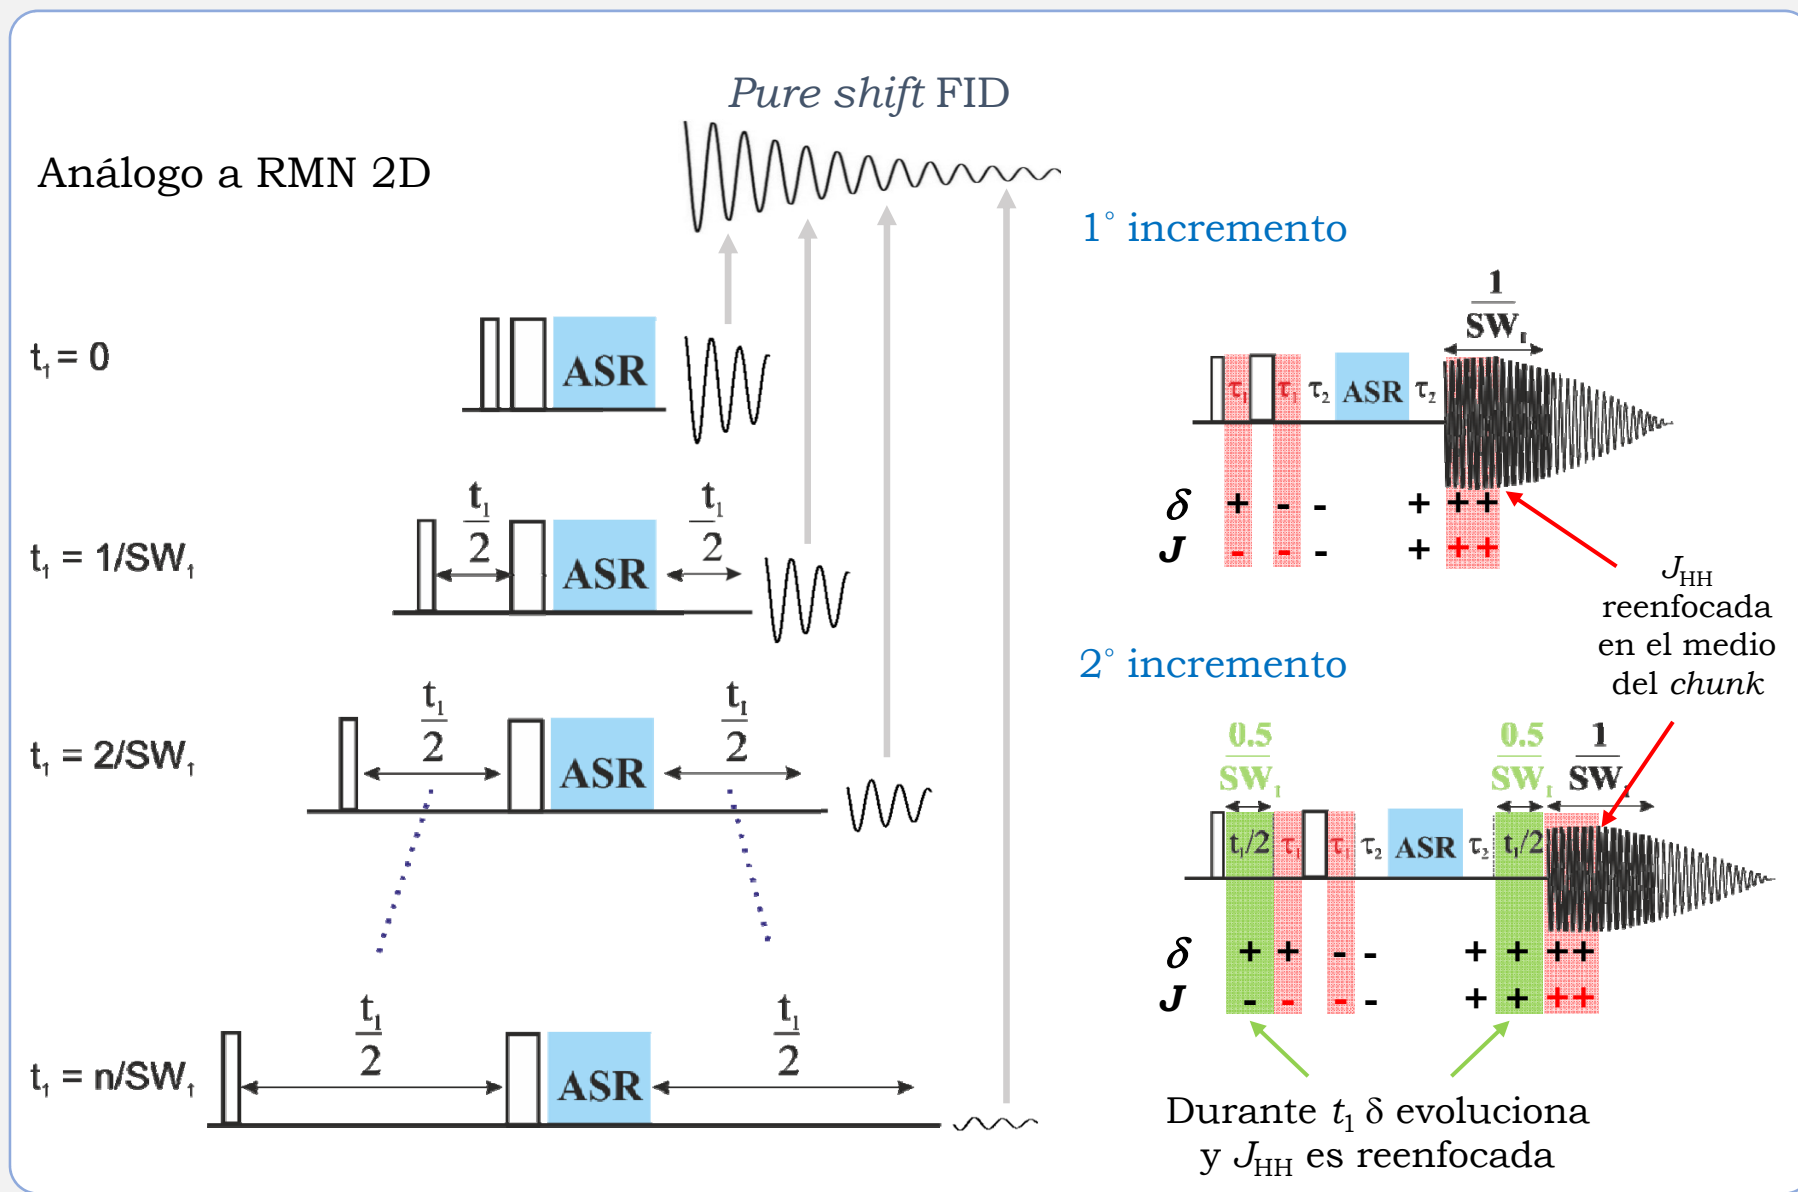 Pure shift FID
Análogo a RMN 2D
t₁ = 0
ASR
t₁ = 1/SW₁
t₁/2
ASR
t₁/2
t₁ = 2/SW₁
t₁/2
ASR
t₁/2
t₁ = n/SW₁
t₁/2
ASR
t₁/2
1° incremento
1/SW₁
τ₁ τ₁ τ₂ ASR τ₂
δ + - - + + +
J - - - + + +
J_HH
reenfocada
en el medio
del chunk
2° incremento
0.5/SW₁ 0.5/SW₁ 1/SW₁
t₁/2 τ₁ τ₁ τ₂ ASR τ₂ t₁/2
δ + + - - + + + +
J - - - - + + + +
Durante t₁ δ evoluciona
y J_HH es reenfocada